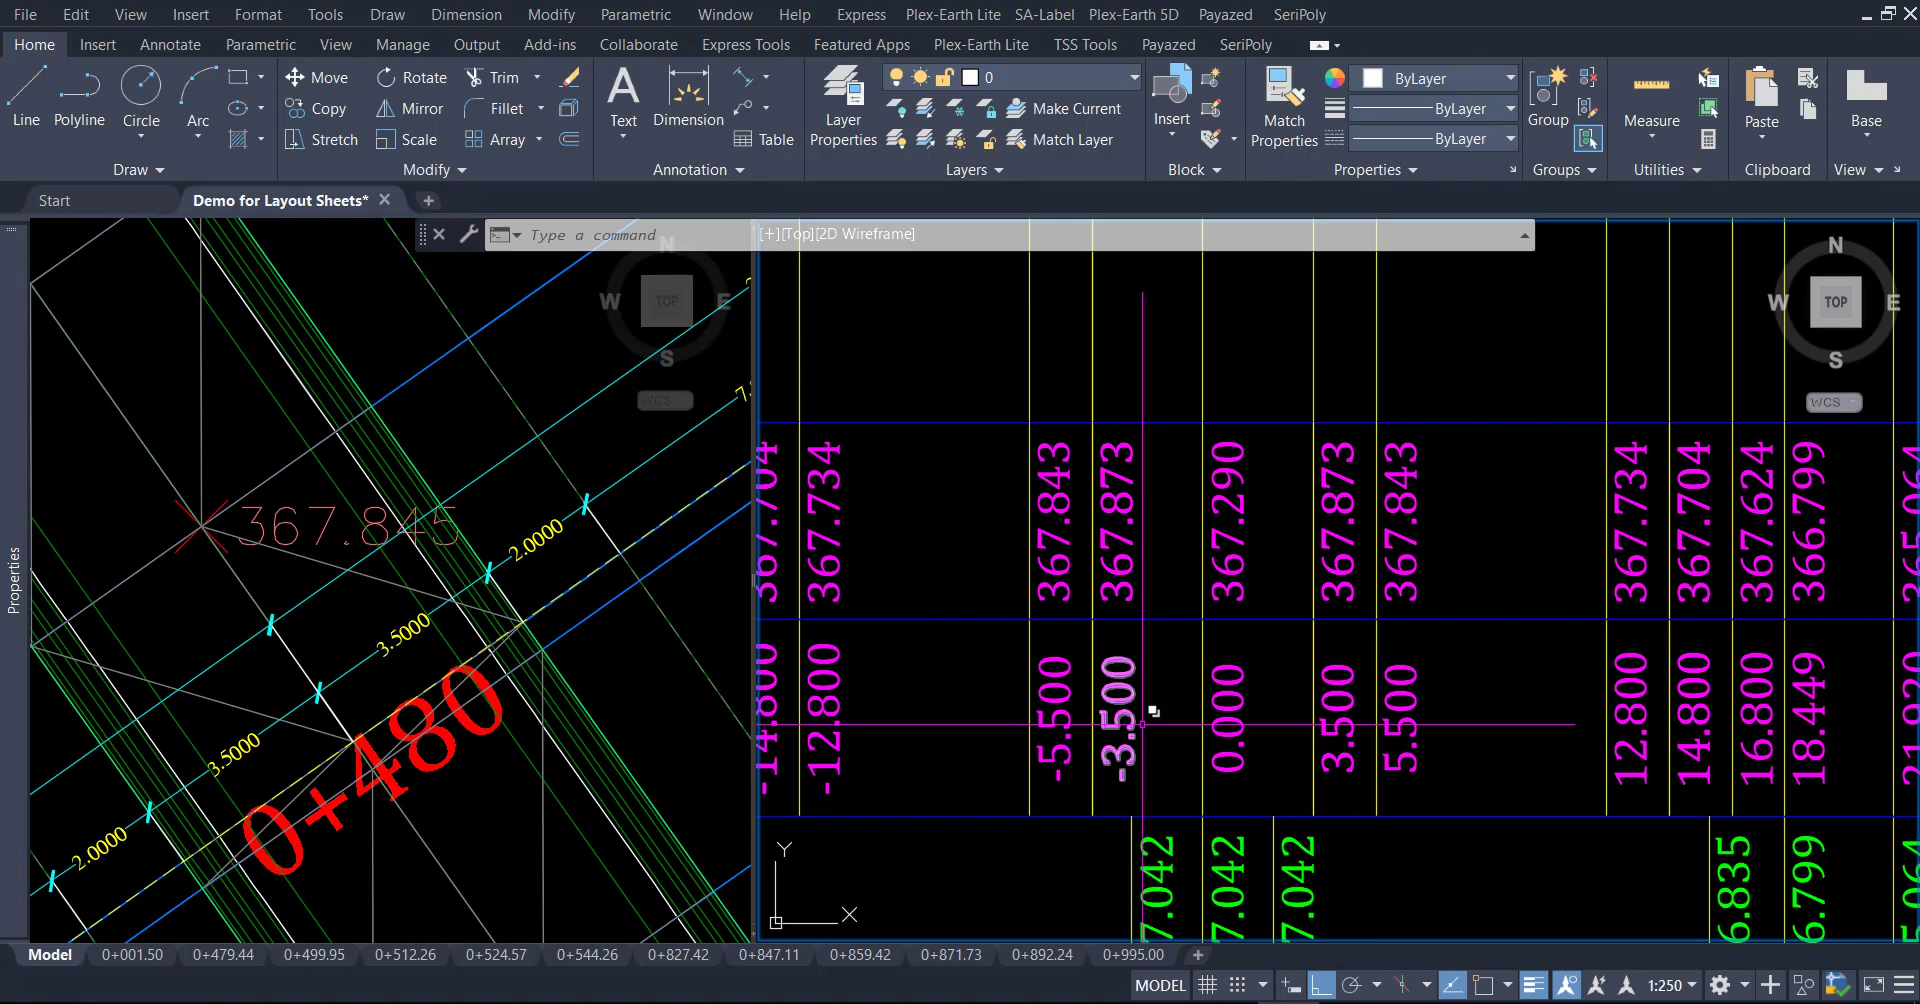 File Edit View Insert Format Tools Draw Dimension Modify Parametric Window Help Express Plex-Earth Lite SA-Label Plex-Earth 5D Payazed SeriPoly
Home Insert Annotate Parametric View Manage Output Add-ins Collaborate Express Tools Featured Apps Plex-Earth Lite TSS Tools Payazed SeriPoly
Line Polyline Circle Arc
Move Rotate Trim
Copy Mirror Fillet
Stretch Scale Array
Text Dimension Table
Layer Properties
0
Make Current
Match Layer
Insert
Match Properties
ByLayer
ByLayer
ByLayer
Group
Measure
Paste
Base
Draw Modify Annotation Layers Block Properties Groups Utilities Clipboard View
Start Demo for Layout Sheets*
Type a command
[+][Top][2D Wireframe]
Properties
N
W TOP E
S
WCS
367.845
2.0000
3.5000
0+480
3.5000
2.0000
N
W TOP E
S
WCS
367.704 367.734 367.843 367.873 367.290 367.873 367.843 367.734 367.704 367.624 366.799
-14.800 -12.800 -5.500 -3.500 0.000 3.500 5.500 12.800 14.800 16.800 18.449
7.042 7.042 7.042 6.835 6.799
Y
X
Model 0+001.50 0+479.44 0+499.95 0+512.26 0+524.57 0+544.26 0+827.42 0+847.11 0+859.42 0+871.73 0+892.24 0+995.00
MODEL 1:250